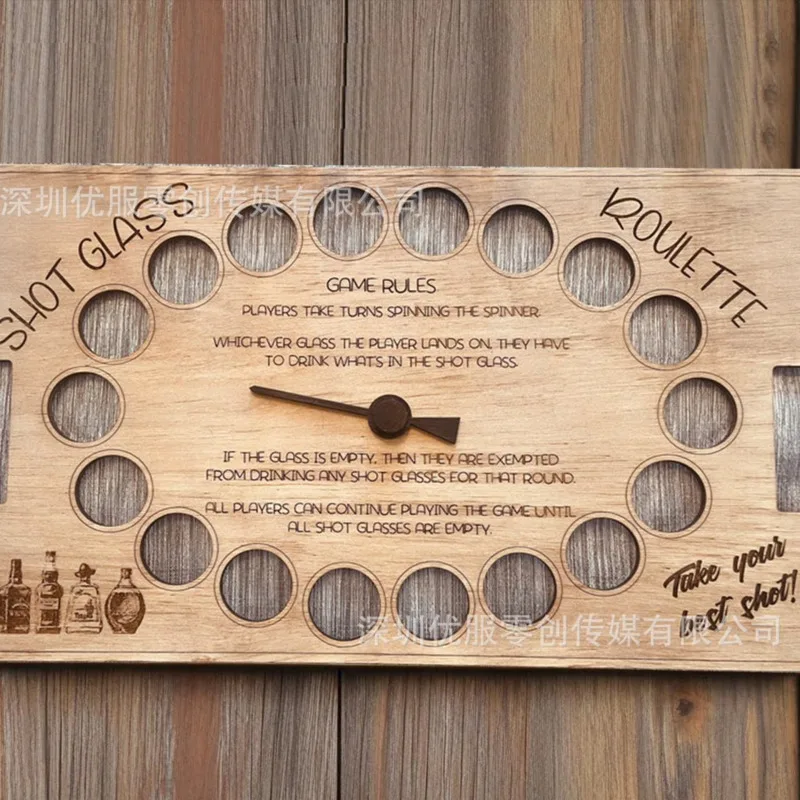 深圳优服零创传媒有限公司
SHOT GLASS
ROULETTE
GAME RULES
PLAYERS TAKE TURNS SPINNING THE SPINNER.
WHICHEVER GLASS THE PLAYER LANDS ON, THEY HAVE
TO DRINK WHAT'S IN THE SHOT GLASS.
IF THE GLASS IS EMPTY, THEN THEY ARE EXEMPTED
FROM DRINKING ANY SHOT GLASSES FOR THAT ROUND.
ALL PLAYERS CAN CONTINUE PLAYING THE GAME UNTIL
ALL SHOT GLASSES ARE EMPTY.
Take your
best shot!
深圳优服零创传媒有限公司